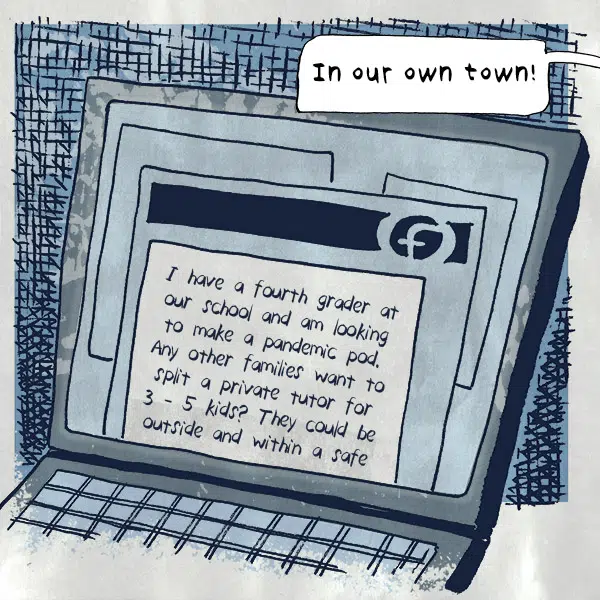 In our own town!
f
I have a fourth grader at
our school and am looking
to make a pandemic pod.
Any other families want to
split a private tutor for
3 - 5 kids? They could be
outside and within a safe